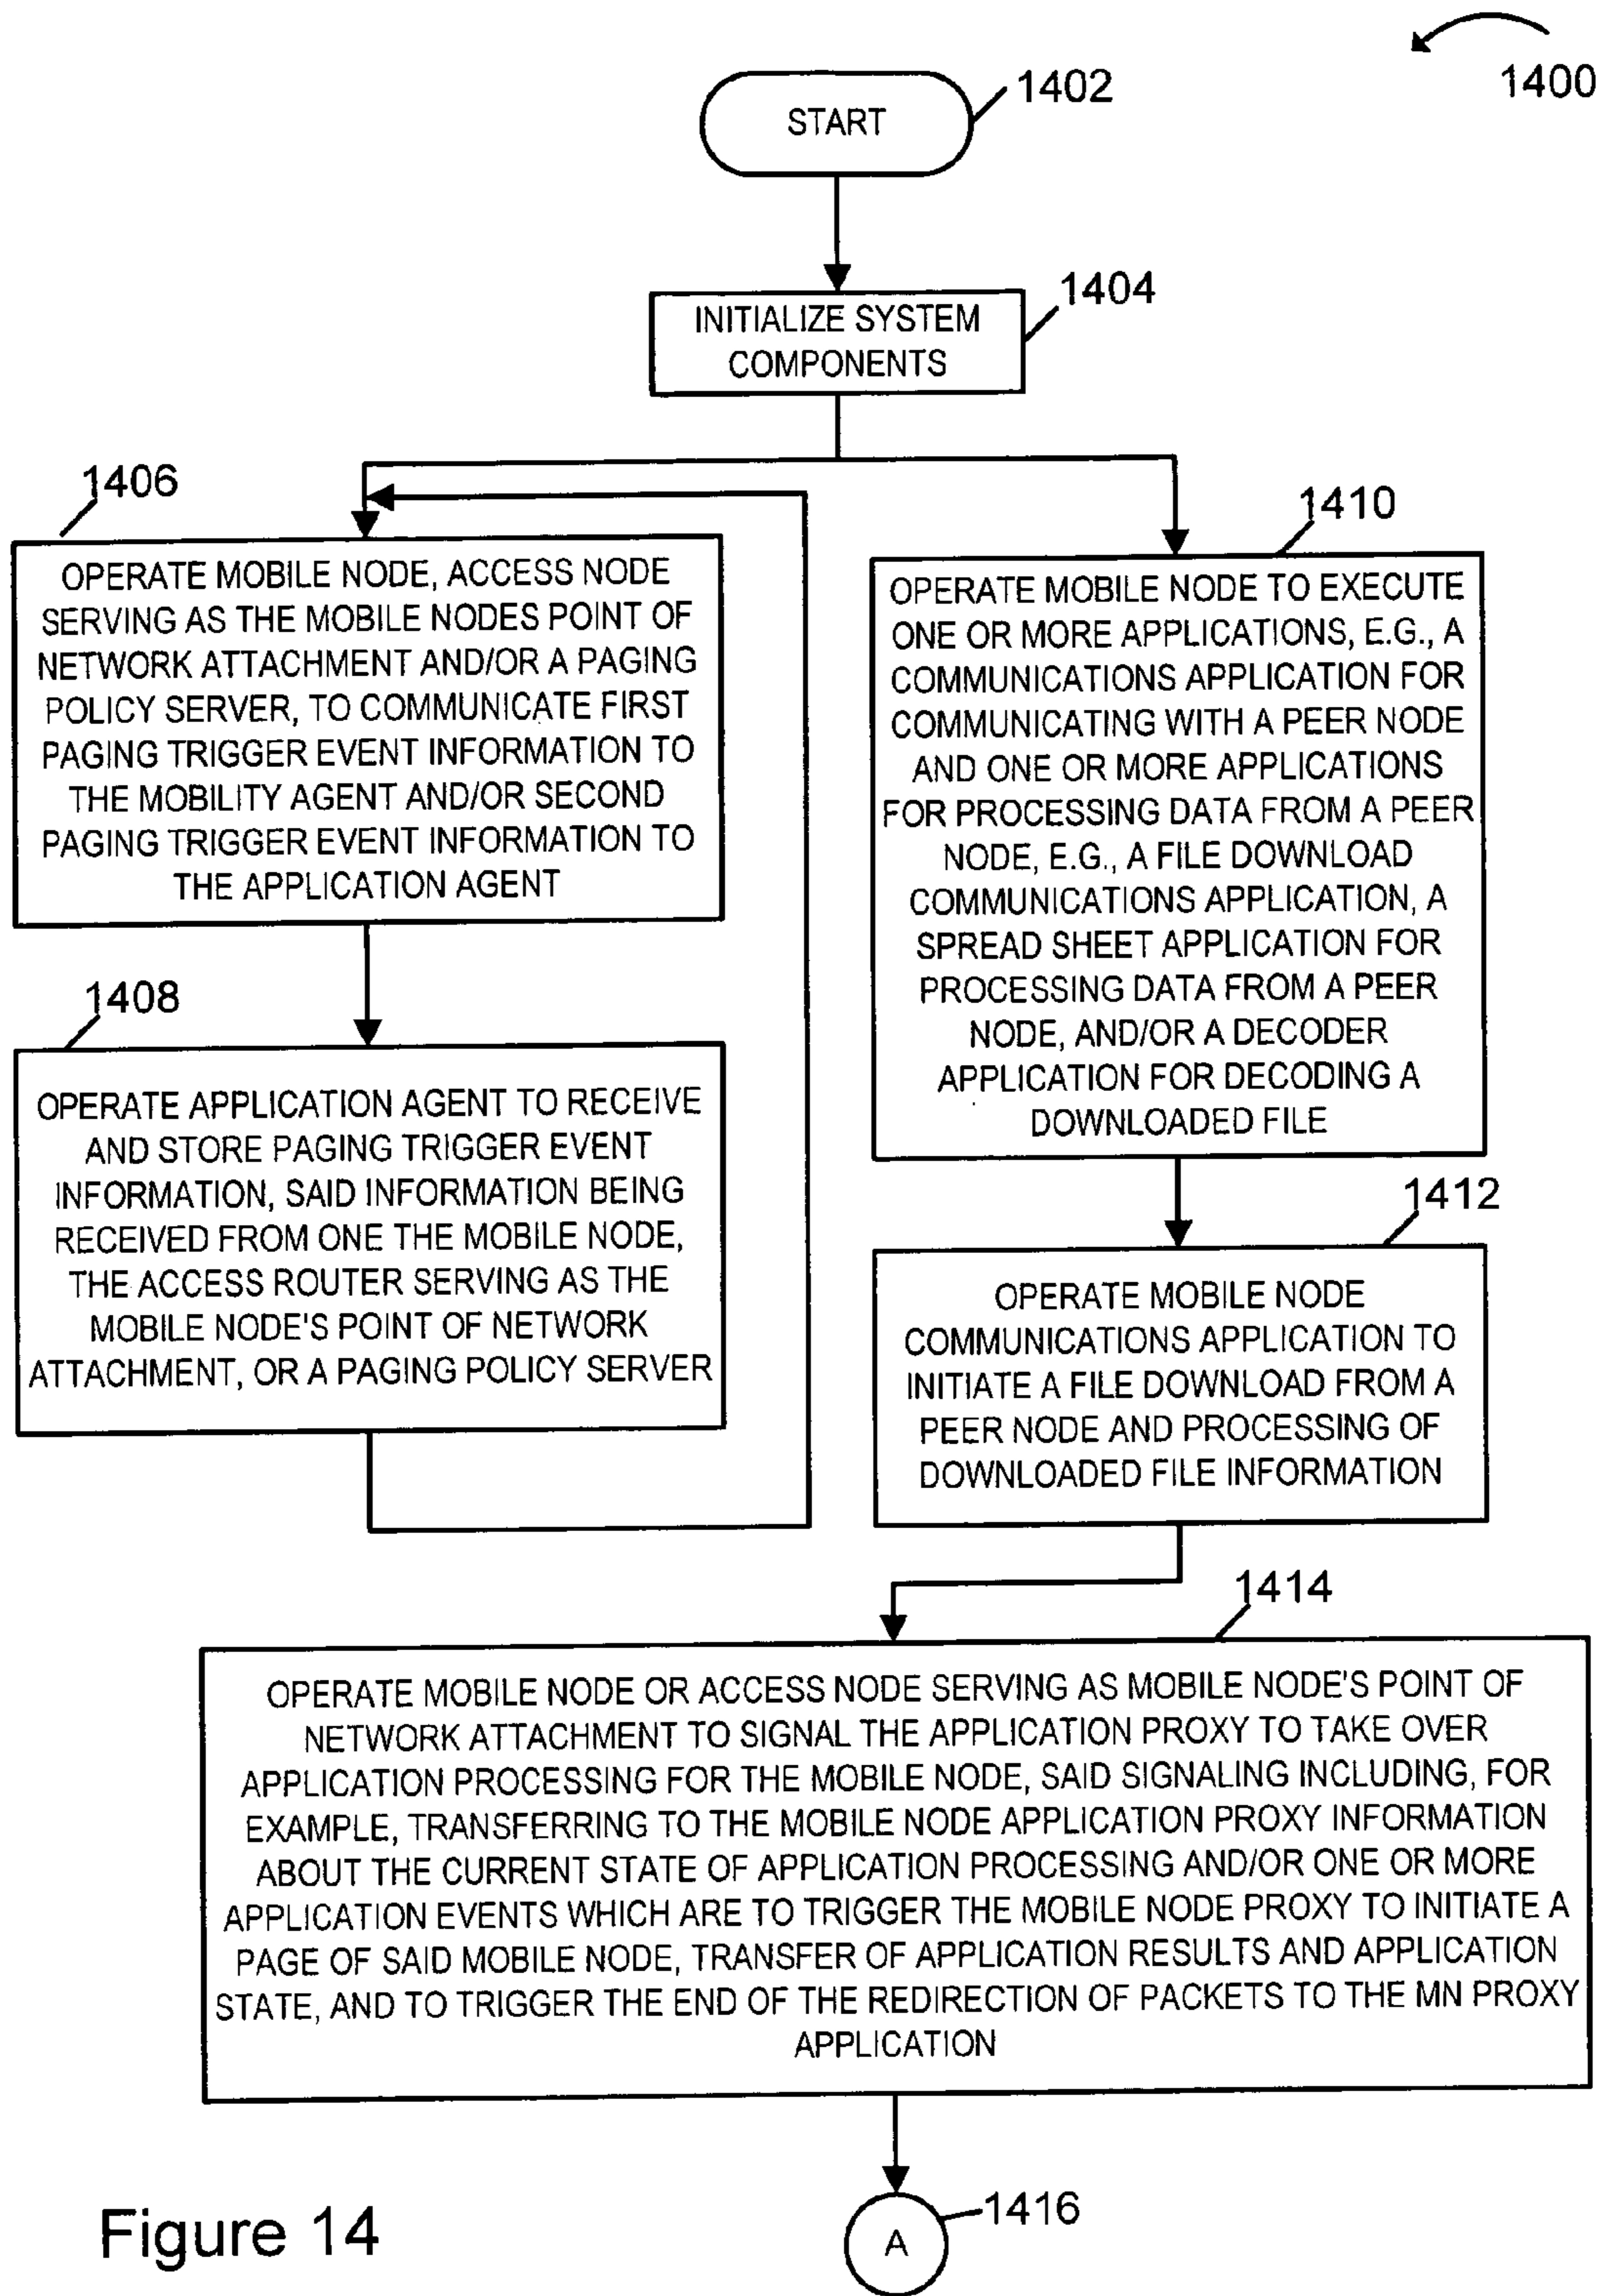 1400
1402
START
1404
INITIALIZE SYSTEM
COMPONENTS
1406
OPERATE MOBILE NODE, ACCESS NODE
SERVING AS THE MOBILE NODES POINT OF
NETWORK ATTACHMENT AND/OR A PAGING
POLICY SERVER, TO COMMUNICATE FIRST
PAGING TRIGGER EVENT INFORMATION TO
THE MOBILITY AGENT AND/OR SECOND
PAGING TRIGGER EVENT INFORMATION TO
THE APPLICATION AGENT
1408
OPERATE APPLICATION AGENT TO RECEIVE
AND STORE PAGING TRIGGER EVENT
INFORMATION, SAID INFORMATION BEING
RECEIVED FROM ONE THE MOBILE NODE,
THE ACCESS ROUTER SERVING AS THE
MOBILE NODE'S POINT OF NETWORK
ATTACHMENT, OR A PAGING POLICY SERVER
1410
OPERATE MOBILE NODE TO EXECUTE
ONE OR MORE APPLICATIONS, E.G., A
COMMUNICATIONS APPLICATION FOR
COMMUNICATING WITH A PEER NODE
AND ONE OR MORE APPLICATIONS
FOR PROCESSING DATA FROM A PEER
NODE, E.G., A FILE DOWNLOAD
COMMUNICATIONS APPLICATION, A
SPREAD SHEET APPLICATION FOR
PROCESSING DATA FROM A PEER
NODE, AND/OR A DECODER
APPLICATION FOR DECODING A
DOWNLOADED FILE
1412
OPERATE MOBILE NODE
COMMUNICATIONS APPLICATION TO
INITIATE A FILE DOWNLOAD FROM A
PEER NODE AND PROCESSING OF
DOWNLOADED FILE INFORMATION
1414
OPERATE MOBILE NODE OR ACCESS NODE SERVING AS MOBILE NODE'S POINT OF
NETWORK ATTACHMENT TO SIGNAL THE APPLICATION PROXY TO TAKE OVER
APPLICATION PROCESSING FOR THE MOBILE NODE, SAID SIGNALING INCLUDING, FOR
EXAMPLE, TRANSFERRING TO THE MOBILE NODE APPLICATION PROXY INFORMATION
ABOUT THE CURRENT STATE OF APPLICATION PROCESSING AND/OR ONE OR MORE
APPLICATION EVENTS WHICH ARE TO TRIGGER THE MOBILE NODE PROXY TO INITIATE A
PAGE OF SAID MOBILE NODE, TRANSFER OF APPLICATION RESULTS AND APPLICATION
STATE, AND TO TRIGGER THE END OF THE REDIRECTION OF PACKETS TO THE MN PROXY
APPLICATION
1416
A
Figure 14